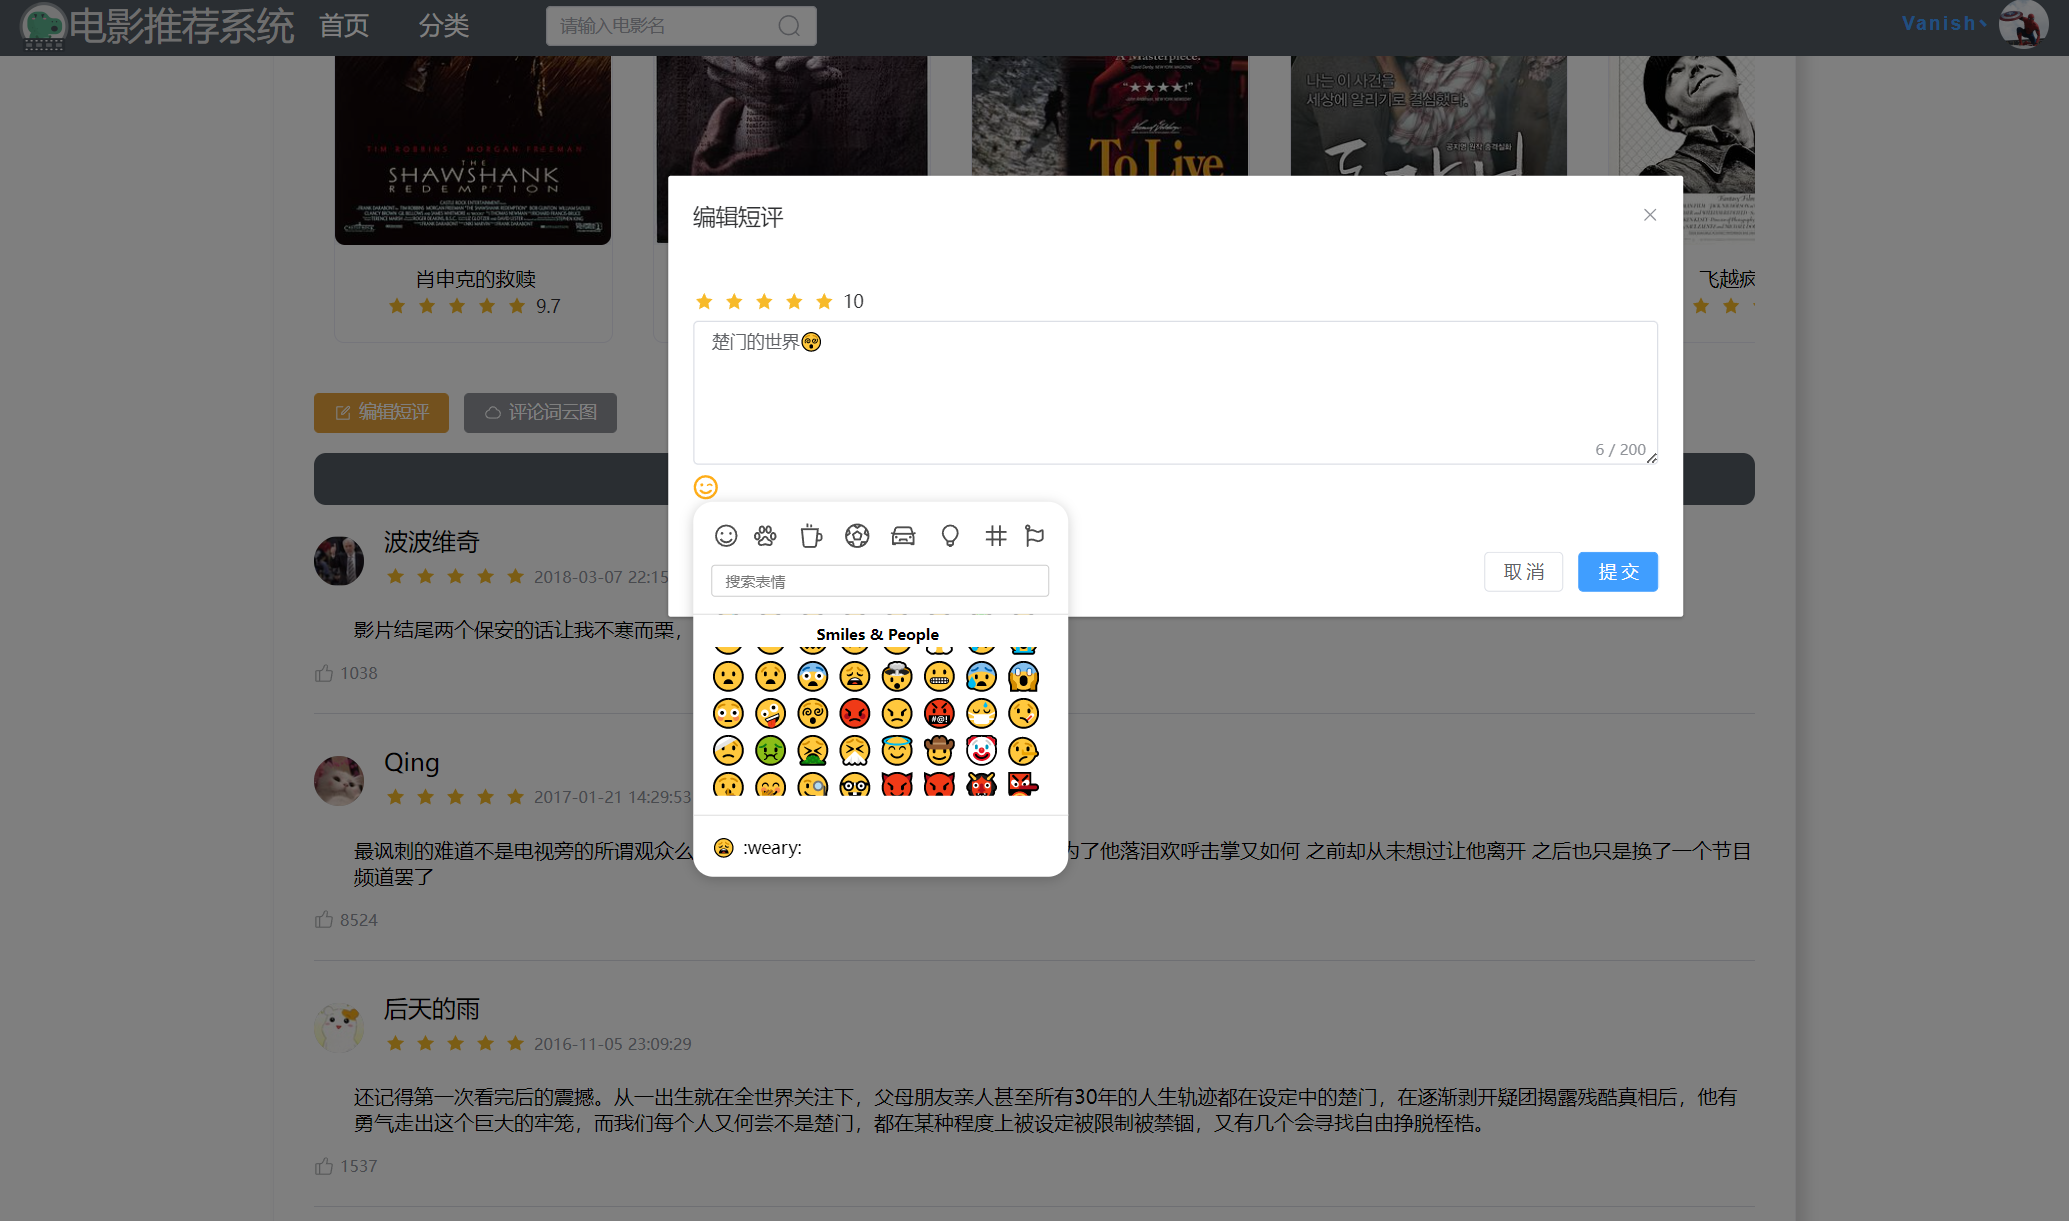 电影推荐系统 首页 分类 请输入电影名 Vanish丶
A Masterpiece.
"★★★★!"
To Live
나는 이 사건을
세상에 알리기로 결심했다.
공지영 원작 충격실화
TIM ROBBINS MORGAN FREEMAN
THE
SHAWSHANK
REDEMPTION
肖申克的救赎
9.7
飞越疯
编辑短评
10
楚门的世界😵‍💫
6 / 200
搜索表情
Smiles & People
:weary:
取消 提交
编辑短评 评论词云图
波波维奇
2018-03-07 22:15
影片结尾两个保安的话让我不寒而栗，
1038
Qing
2017-01-21 14:29:53
最讽刺的难道不是电视旁的所谓观众么 为了他落泪欢呼击掌又如何 之前却从未想过让他离开 之后也只是换了一个节目
频道罢了
8524
后天的雨
2016-11-05 23:09:29
还记得第一次看完后的震撼。从一出生就在全世界关注下，父母朋友亲人甚至所有30年的人生轨迹都在设定中的楚门，在逐渐剥开疑团揭露残酷真相后，他有
勇气走出这个巨大的牢笼，而我们每个人又何尝不是楚门，都在某种程度上被设定被限制被禁锢，又有几个会寻找自由挣脱桎梏。
1537